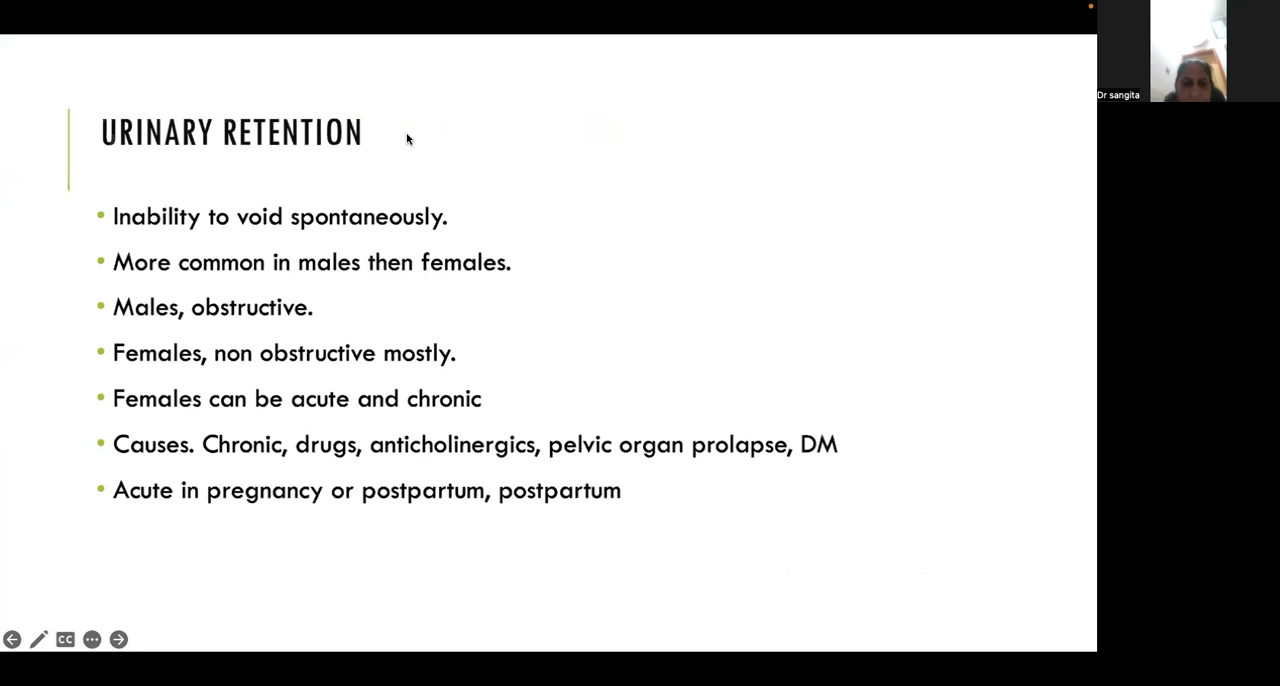 Dr sangita
URINARY RETENTION
• Inability to void spontaneously.
• More common in males then females.
• Males, obstructive.
• Females, non obstructive mostly.
• Females can be acute and chronic
• Causes. Chronic, drugs, anticholinergics, pelvic organ prolapse, DM
• Acute in pregnancy or postpartum, postpartum
CC